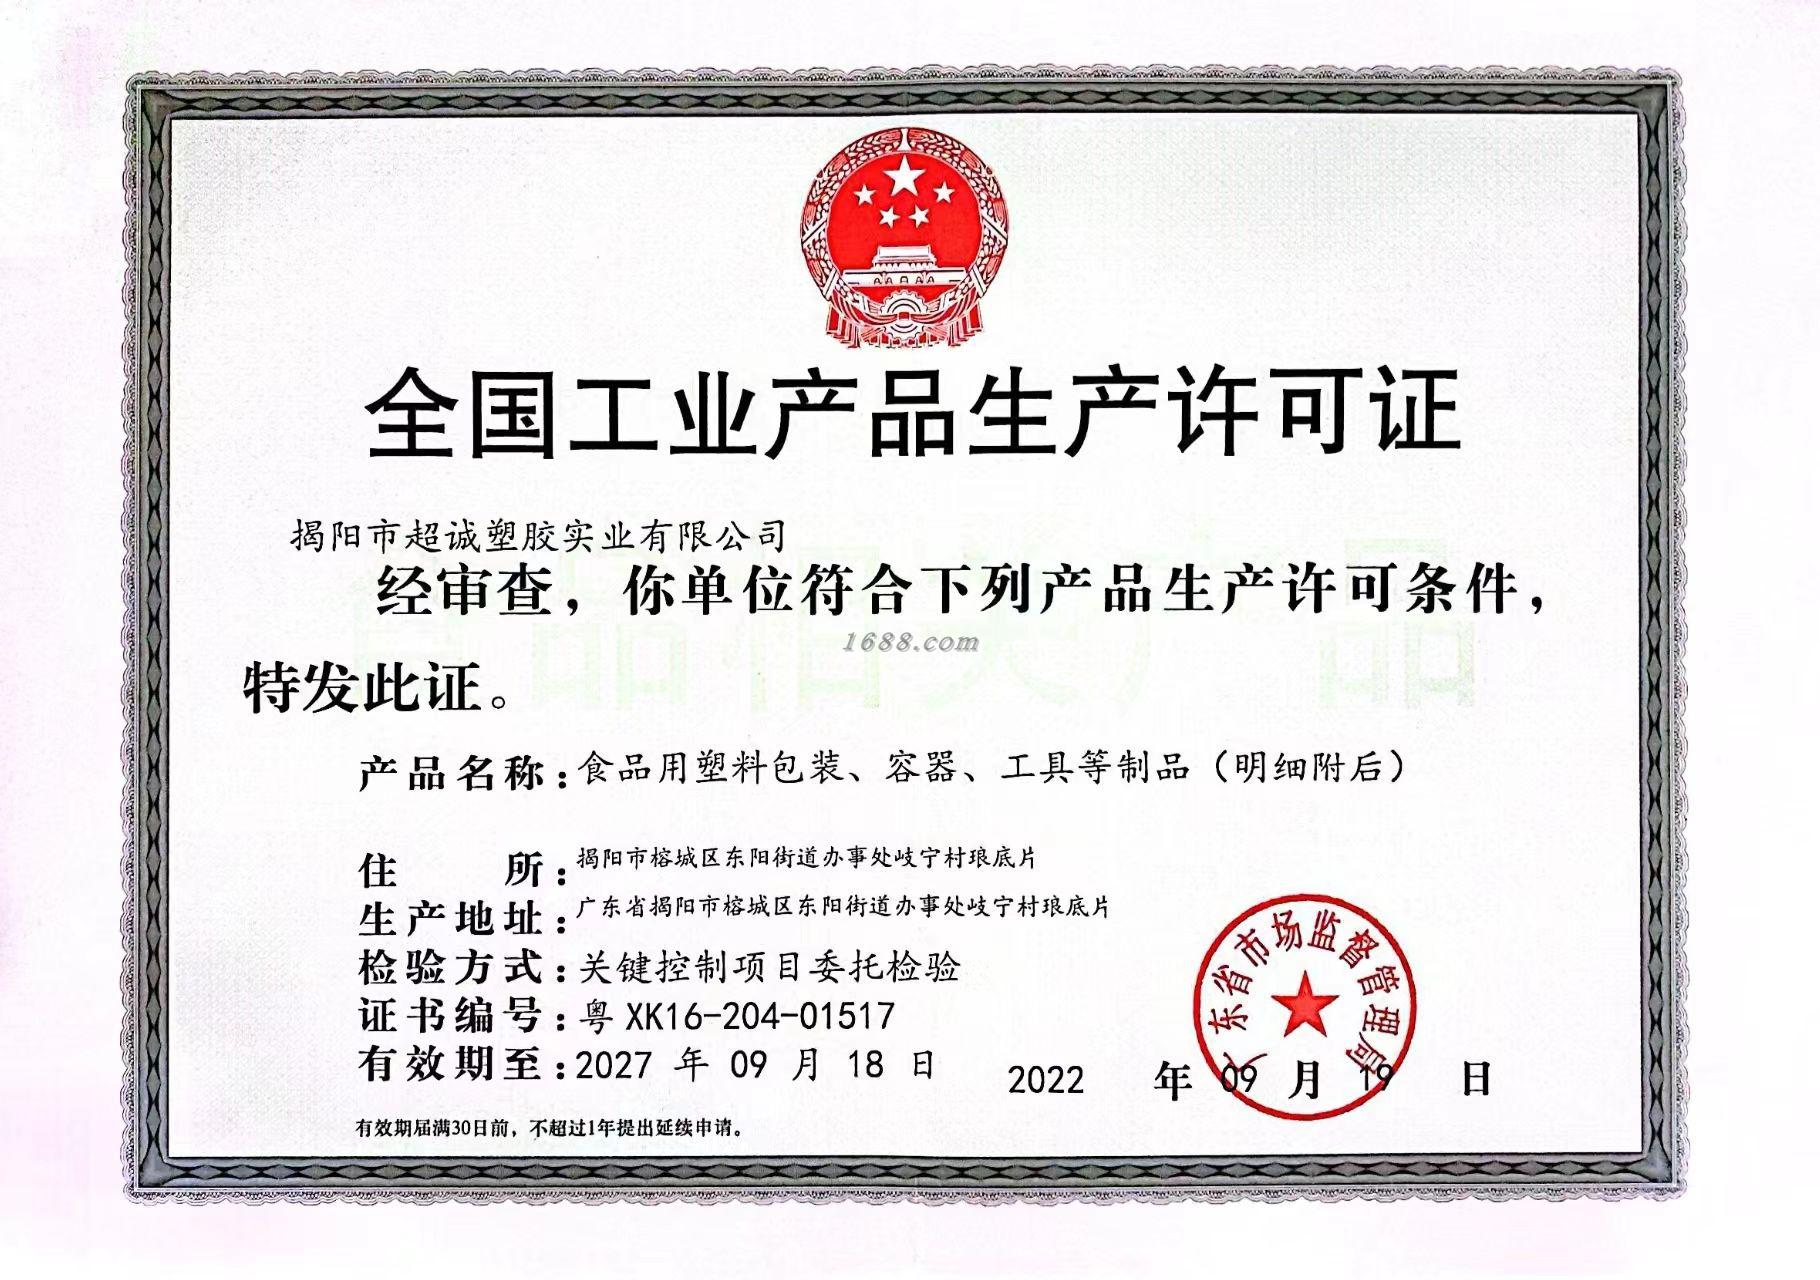 全国工业产品生产许可证
揭阳市超诚塑胶实业有限公司
经审查，你单位符合下列产品生产许可条件，
1688.com
特发此证。
食品相关产品
产品名称：食品用塑料包装、容器、工具等制品（明细附后）
住 所：揭阳市榕城区东阳街道办事处岐宁村琅底片
生产地址：广东省揭阳市榕城区东阳街道办事处岐宁村琅底片
检验方式：关键控制项目委托检验
证书编号：粤 XK16-204-01517
有效期至：2027 年 09 月 18 日
广东省市场监督管理局
2022 年 09 月 19 日
有效期届满30日前，不超过1年提出延续申请。